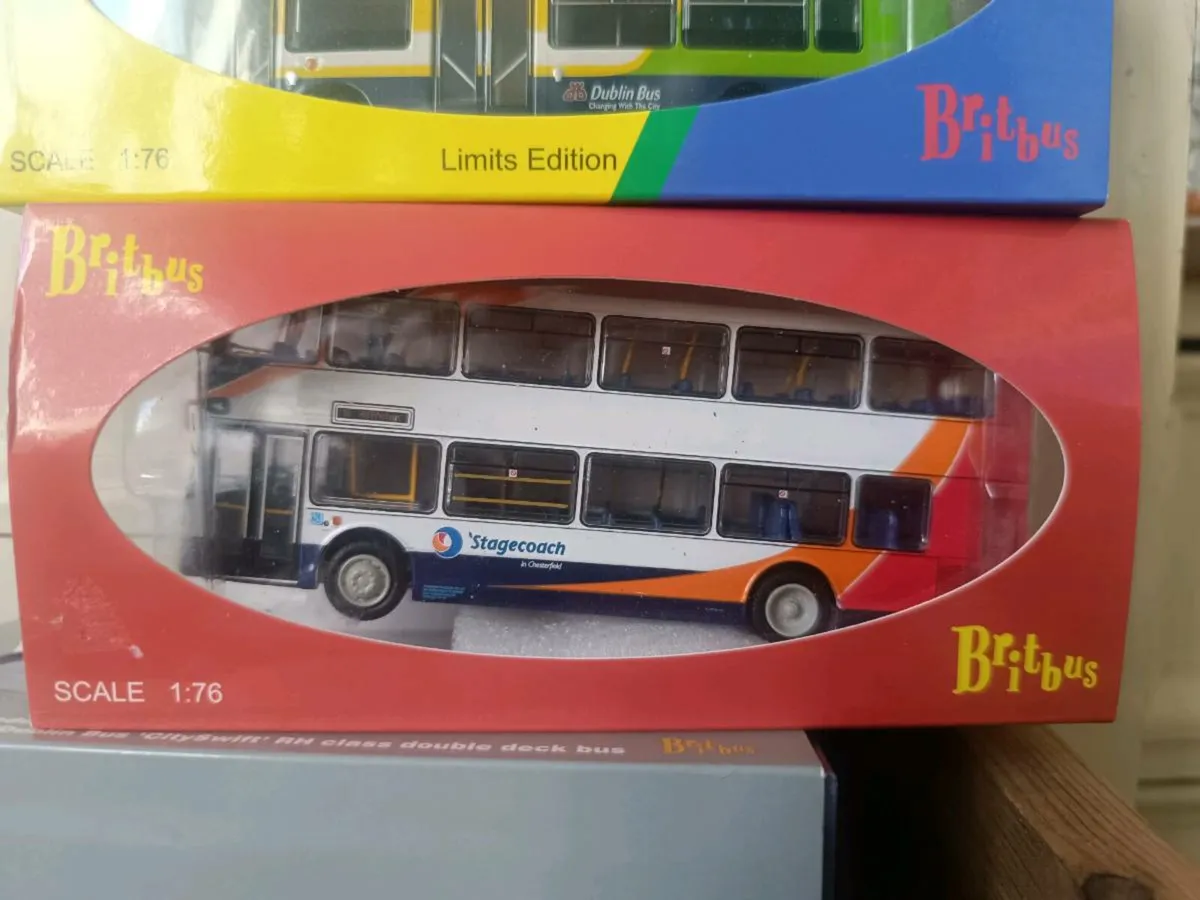 Dublin Bus
Changing With The City
SCALE 1:76
Limits Edition
Britbus
Britbus
Stagecoach
in Chesterfield
SCALE 1:76
Britbus
Dublin Bus 'CitySwift' RH class double deck bus
Britbus